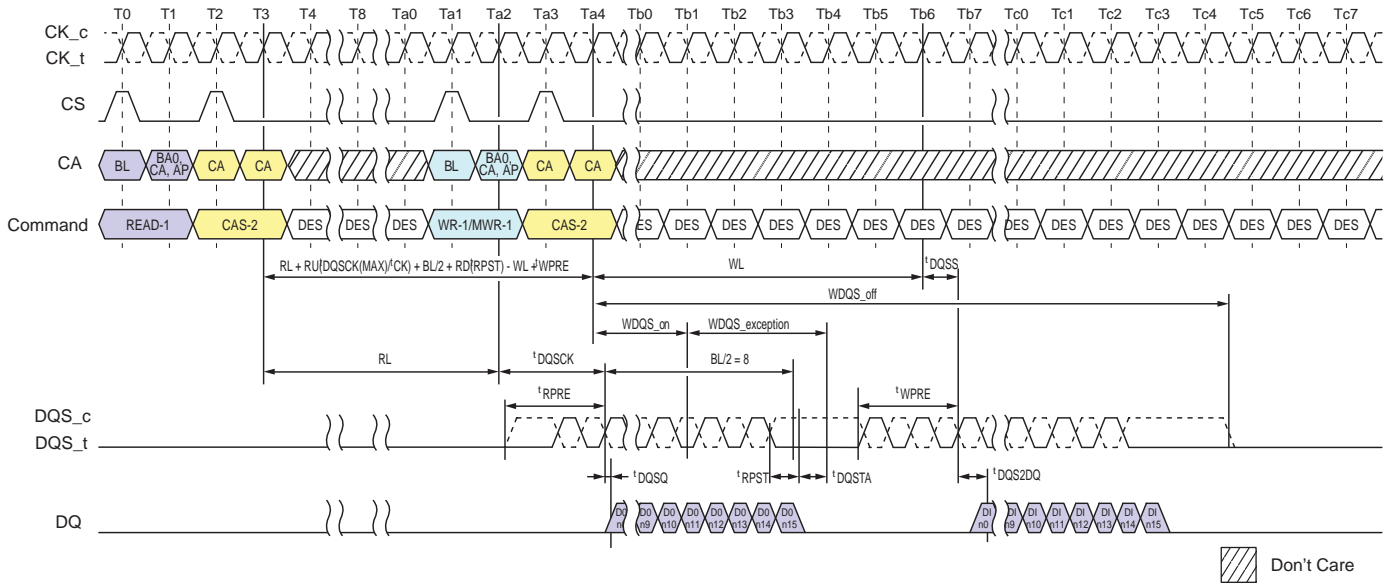 T0 T1 T2 T3 T4 T8 Ta0 Ta1 Ta2 Ta3 Ta4 Tb0 Tb1 Tb2 Tb3 Tb4 Tb5 Tb6 Tb7 Tc0 Tc1 Tc2 Tc3 Tc4 Tc5 Tc6 Tc7
CK_c
CK_t
CS
CA
BL BA0, CA, AP CA CA BL BA0, CA, AP CA CA
Command
READ-1 CAS-2 DES DES DES WR-1/MWR-1 CAS-2 DES DES DES DES DES DES DES DES DES DES DES DES DES DES DES DES
RL + RU(tDQSCK(MAX)/tCK) + BL/2 + RD(tRPST) - WL + tWPRE
WL
tDQSS
WDQS_off
WDQS_on
WDQS_exception
RL
tDQSCK
BL/2 = 8
tRPRE
tWPRE
DQS_c
DQS_t
tDQSQ
tRPST
tDQSTA
tDQS2DQ
DQ
D0 n0 D0 n9 D0 n10 D0 n11 D0 n12 D0 n13 D0 n14 D0 n15 DI n0 DI n9 DI n10 DI n11 DI n12 DI n13 DI n14 DI n15
Don't Care